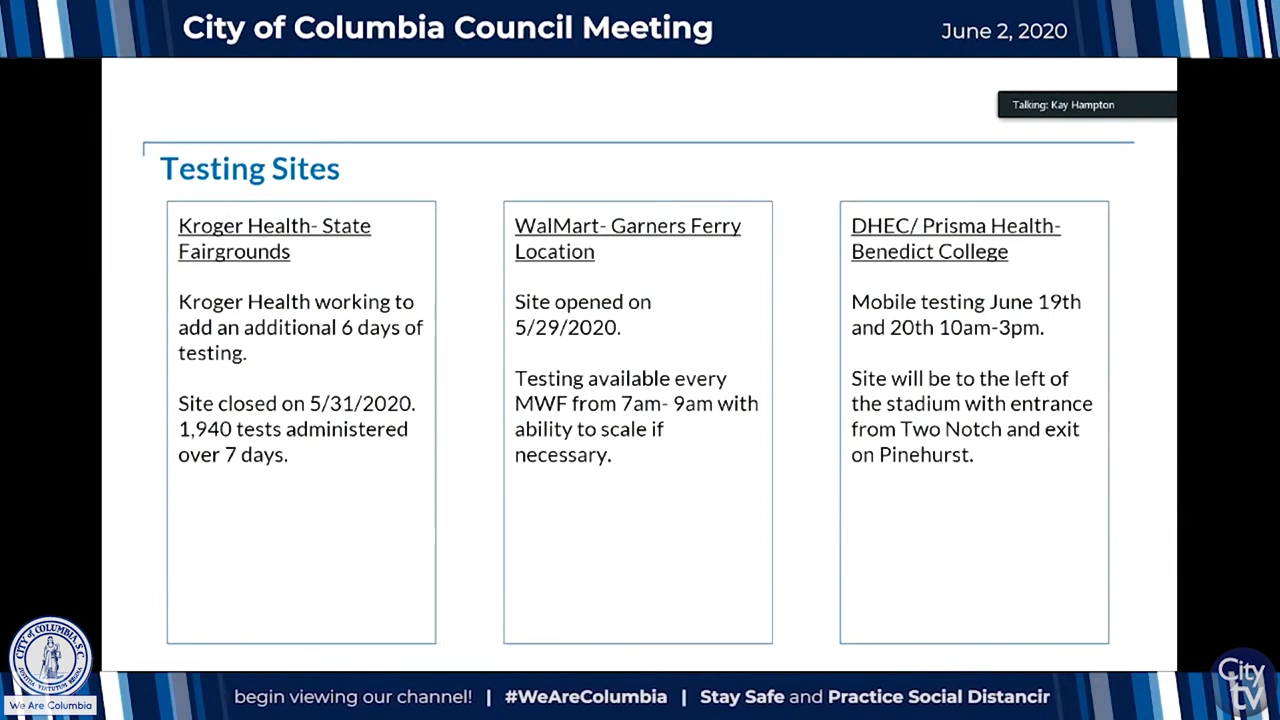 City of Columbia Council Meeting
June 2, 2020
Talking: Kay Hampton
Testing Sites
Kroger Health- State
Fairgrounds
Kroger Health working to
add an additional 6 days of
testing.
Site closed on 5/31/2020.
1,940 tests administered
over 7 days.
WalMart- Garners Ferry
Location
Site opened on
5/29/2020.
Testing available every
MWF from 7am- 9am with
ability to scale if
necessary.
DHEC/ Prisma Health-
Benedict College
Mobile testing June 19th
and 20th 10am-3pm.
Site will be to the left of
the stadium with entrance
from Two Notch and exit
on Pinehurst.
CITY OF COLUMBIA, S.C.
We Are Columbia
begin viewing our channel! | #WeAreColumbia | Stay Safe and Practice Social Distancir
City
tv